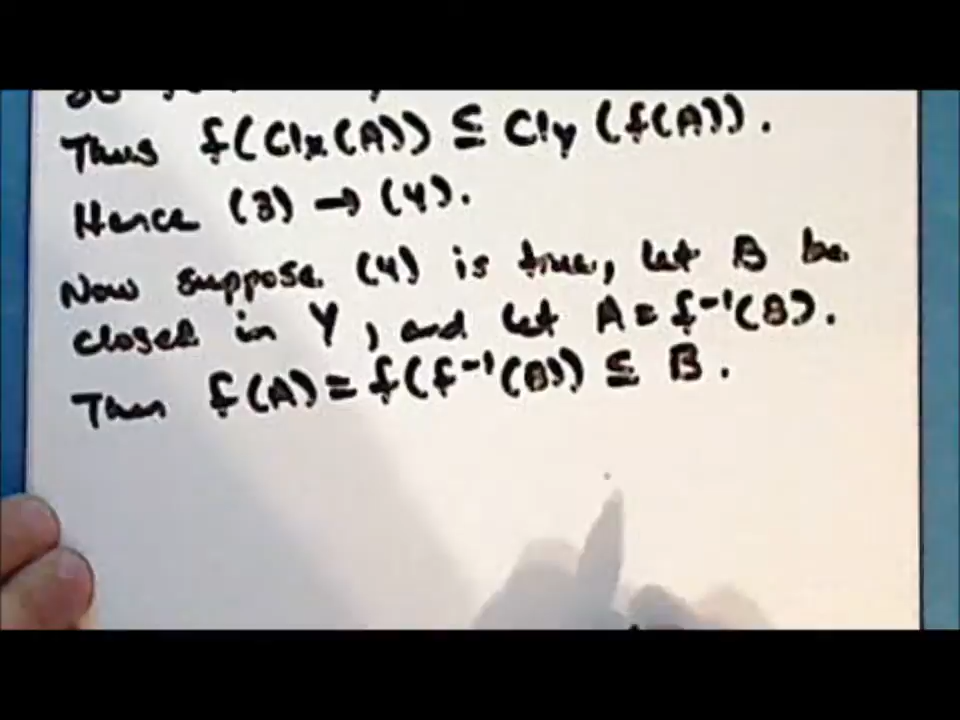 Thus f(Clx(A)) ⊆ Cly (f(A)).
Hence (3) → (4).
Now suppose (4) is true, let B be
closed in Y, and let A = f-¹(B).
Then f(A) = f(f-¹(B)) ⊆ B.